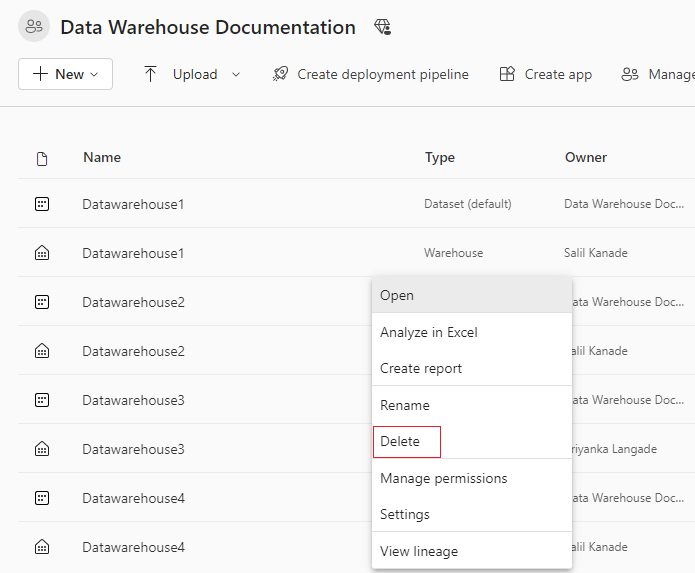 Data Warehouse Documentation
New Upload Create deployment pipeline Create app Manage
Name Type Owner
Datawarehouse1 Dataset (default) Data Warehouse Doc...
Datawarehouse1 Warehouse Salil Kanade
Open
Datawarehouse2 ata Warehouse Doc...
Analyze in Excel
Datawarehouse2 alil Kanade
Create report
Datawarehouse3 ata Warehouse Doc...
Rename
Delete
Datawarehouse3 riyanka Langade
Manage permissions
Datawarehouse4 ata Warehouse Doc...
Settings
Datawarehouse4 alil Kanade
View lineage